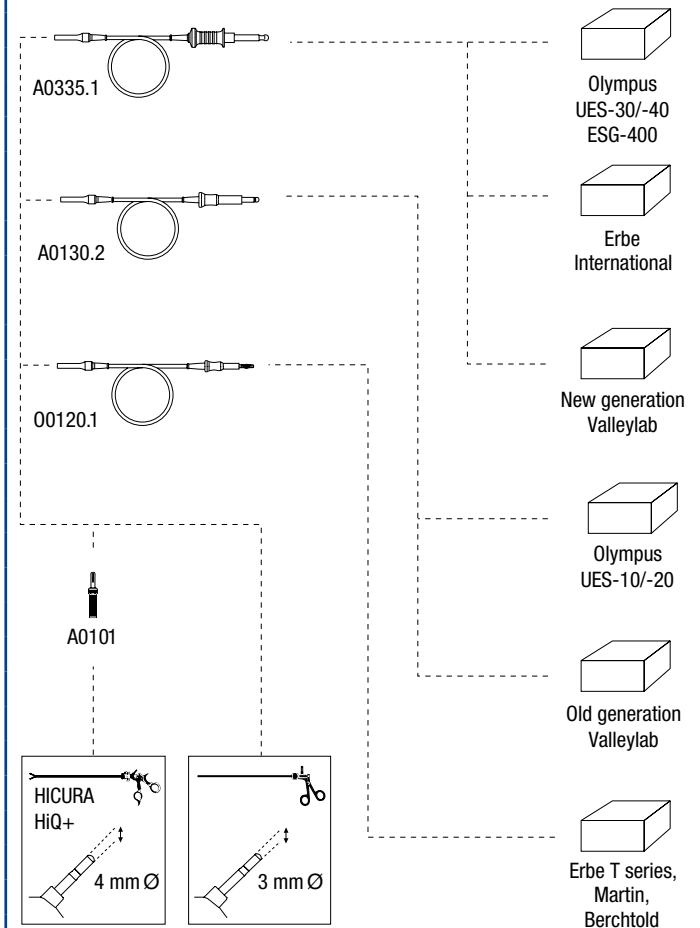 A0335.1
Olympus
UES-30/-40
ESG-400
A0130.2
Erbe
International
O0120.1
New generation
Valleylab
Olympus
UES-10/-20
A0101
Old generation
Valleylab
HICURA
HiQ+
4 mm Ø
3 mm Ø
Erbe T series,
Martin,
Berchtold